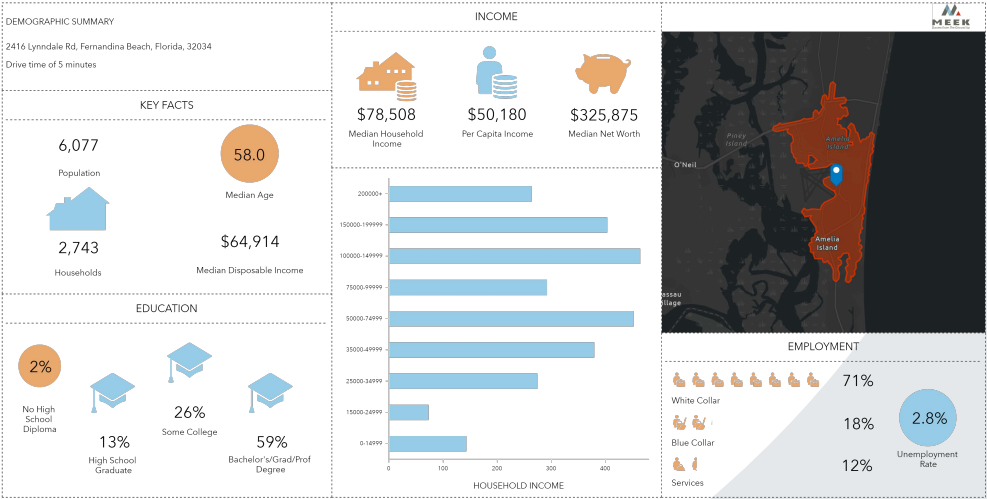 DEMOGRAPHIC SUMMARY
2416 Lynndale Rd, Fernandina Beach, Florida, 32034
Drive time of 5 minutes
KEY FACTS
6,077
Population
58.0
Median Age
2,743
Households
$64,914
Median Disposable Income
EDUCATION
2%
No High
School
Diploma
13%
High School
Graduate
26%
Some College
59%
Bachelor's/Grad/Prof
Degree
INCOME
$78,508
Median Household
Income
$50,180
Per Capita Income
$325,875
Median Net Worth
200000+
150000-199999
100000-149999
75000-99999
50000-74999
35000-49999
25000-34999
15000-24999
0-14999
0 100 200 300 400
HOUSEHOLD INCOME
MEEK
Piney
Island
O'Neil
Amelia
Island
Amelia
Island
assau
illage
EMPLOYMENT
71%
White Collar
18%
Blue Collar
12%
Services
2.8%
Unemployment
Rate